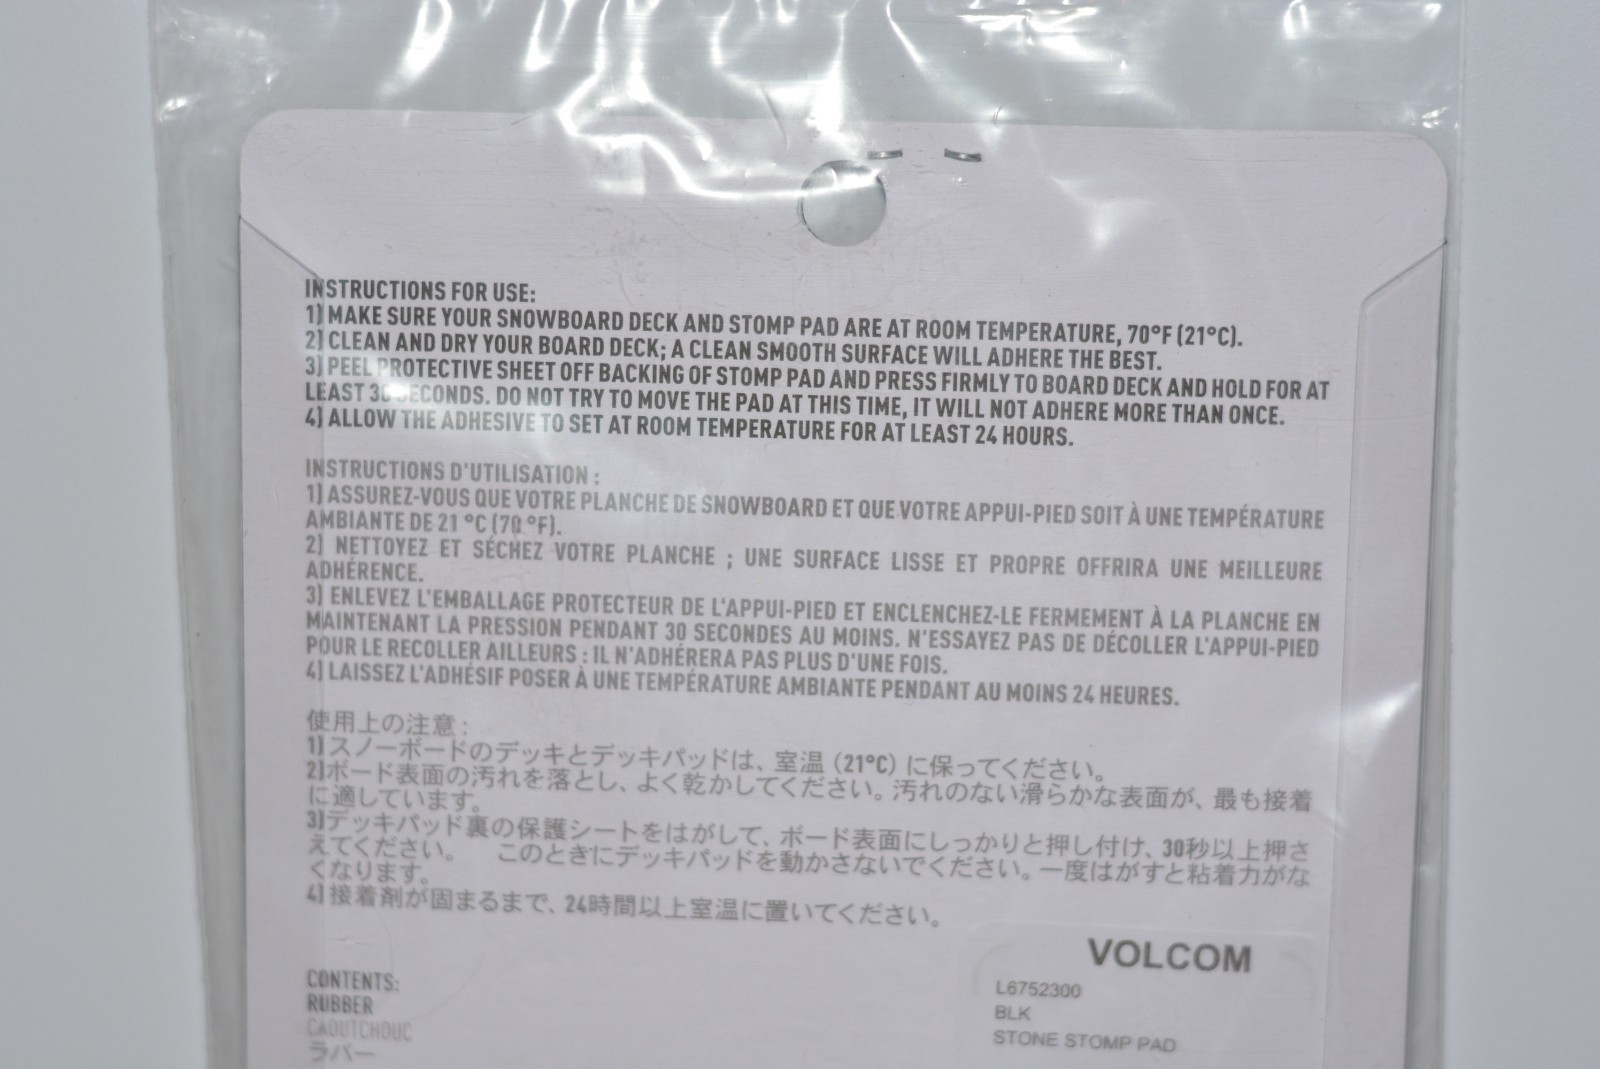 INSTRUCTIONS FOR USE:
1) MAKE SURE YOUR SNOWBOARD DECK AND STOMP PAD ARE AT ROOM TEMPERATURE, 70°F (21°C).
2) CLEAN AND DRY YOUR BOARD DECK; A CLEAN SMOOTH SURFACE WILL ADHERE THE BEST.
3) PEEL PROTECTIVE SHEET OFF BACKING OF STOMP PAD AND PRESS FIRMLY TO BOARD DECK AND HOLD FOR AT
LEAST 30 SECONDS. DO NOT TRY TO MOVE THE PAD AT THIS TIME, IT WILL NOT ADHERE MORE THAN ONCE.
4) ALLOW THE ADHESIVE TO SET AT ROOM TEMPERATURE FOR AT LEAST 24 HOURS.
INSTRUCTIONS D'UTILISATION :
1) ASSUREZ-VOUS QUE VOTRE PLANCHE DE SNOWBOARD ET QUE VOTRE APPUI-PIED SOIT À UNE TEMPÉRATURE
AMBIANTE DE 21 °C (70 °F).
2) NETTOYEZ ET SÉCHEZ VOTRE PLANCHE ; UNE SURFACE LISSE ET PROPRE OFFRIRA UNE MEILLEURE
ADHÉRENCE.
3) ENLEVEZ L'EMBALLAGE PROTECTEUR DE L'APPUI-PIED ET ENCLENCHEZ-LE FERMEMENT À LA PLANCHE EN
MAINTENANT LA PRESSION PENDANT 30 SECONDES AU MOINS. N'ESSAYEZ PAS DE DÉCOLLER L'APPUI-PIED
POUR LE RECOLLER AILLEURS : IL N'ADHÉRERA PAS PLUS D'UNE FOIS.
4) LAISSEZ L'ADHÉSIF POSER À UNE TEMPÉRATURE AMBIANTE PENDANT AU MOINS 24 HEURES.
使用上の注意：
1)スノーボードのデッキとデッキパッドは、室温（21°C）に保ってください。
2)ボード表面の汚れを落とし、よく乾かしてください。汚れのない滑らかな表面が、最も接着
に適しています。
3)デッキパッド裏の保護シートをはがして、ボード表面にしっかりと押し付け、30秒以上押さ
えてください。 このときにデッキパッドを動かさないでください。一度はがすと粘着力がな
くなります。
4)接着剤が固まるまで、24時間以上室温に置いてください。
CONTENTS:
RUBBER
CAOUTCHOUC
ラバー
VOLCOM
L6752300
BLK
STONE STOMP PAD